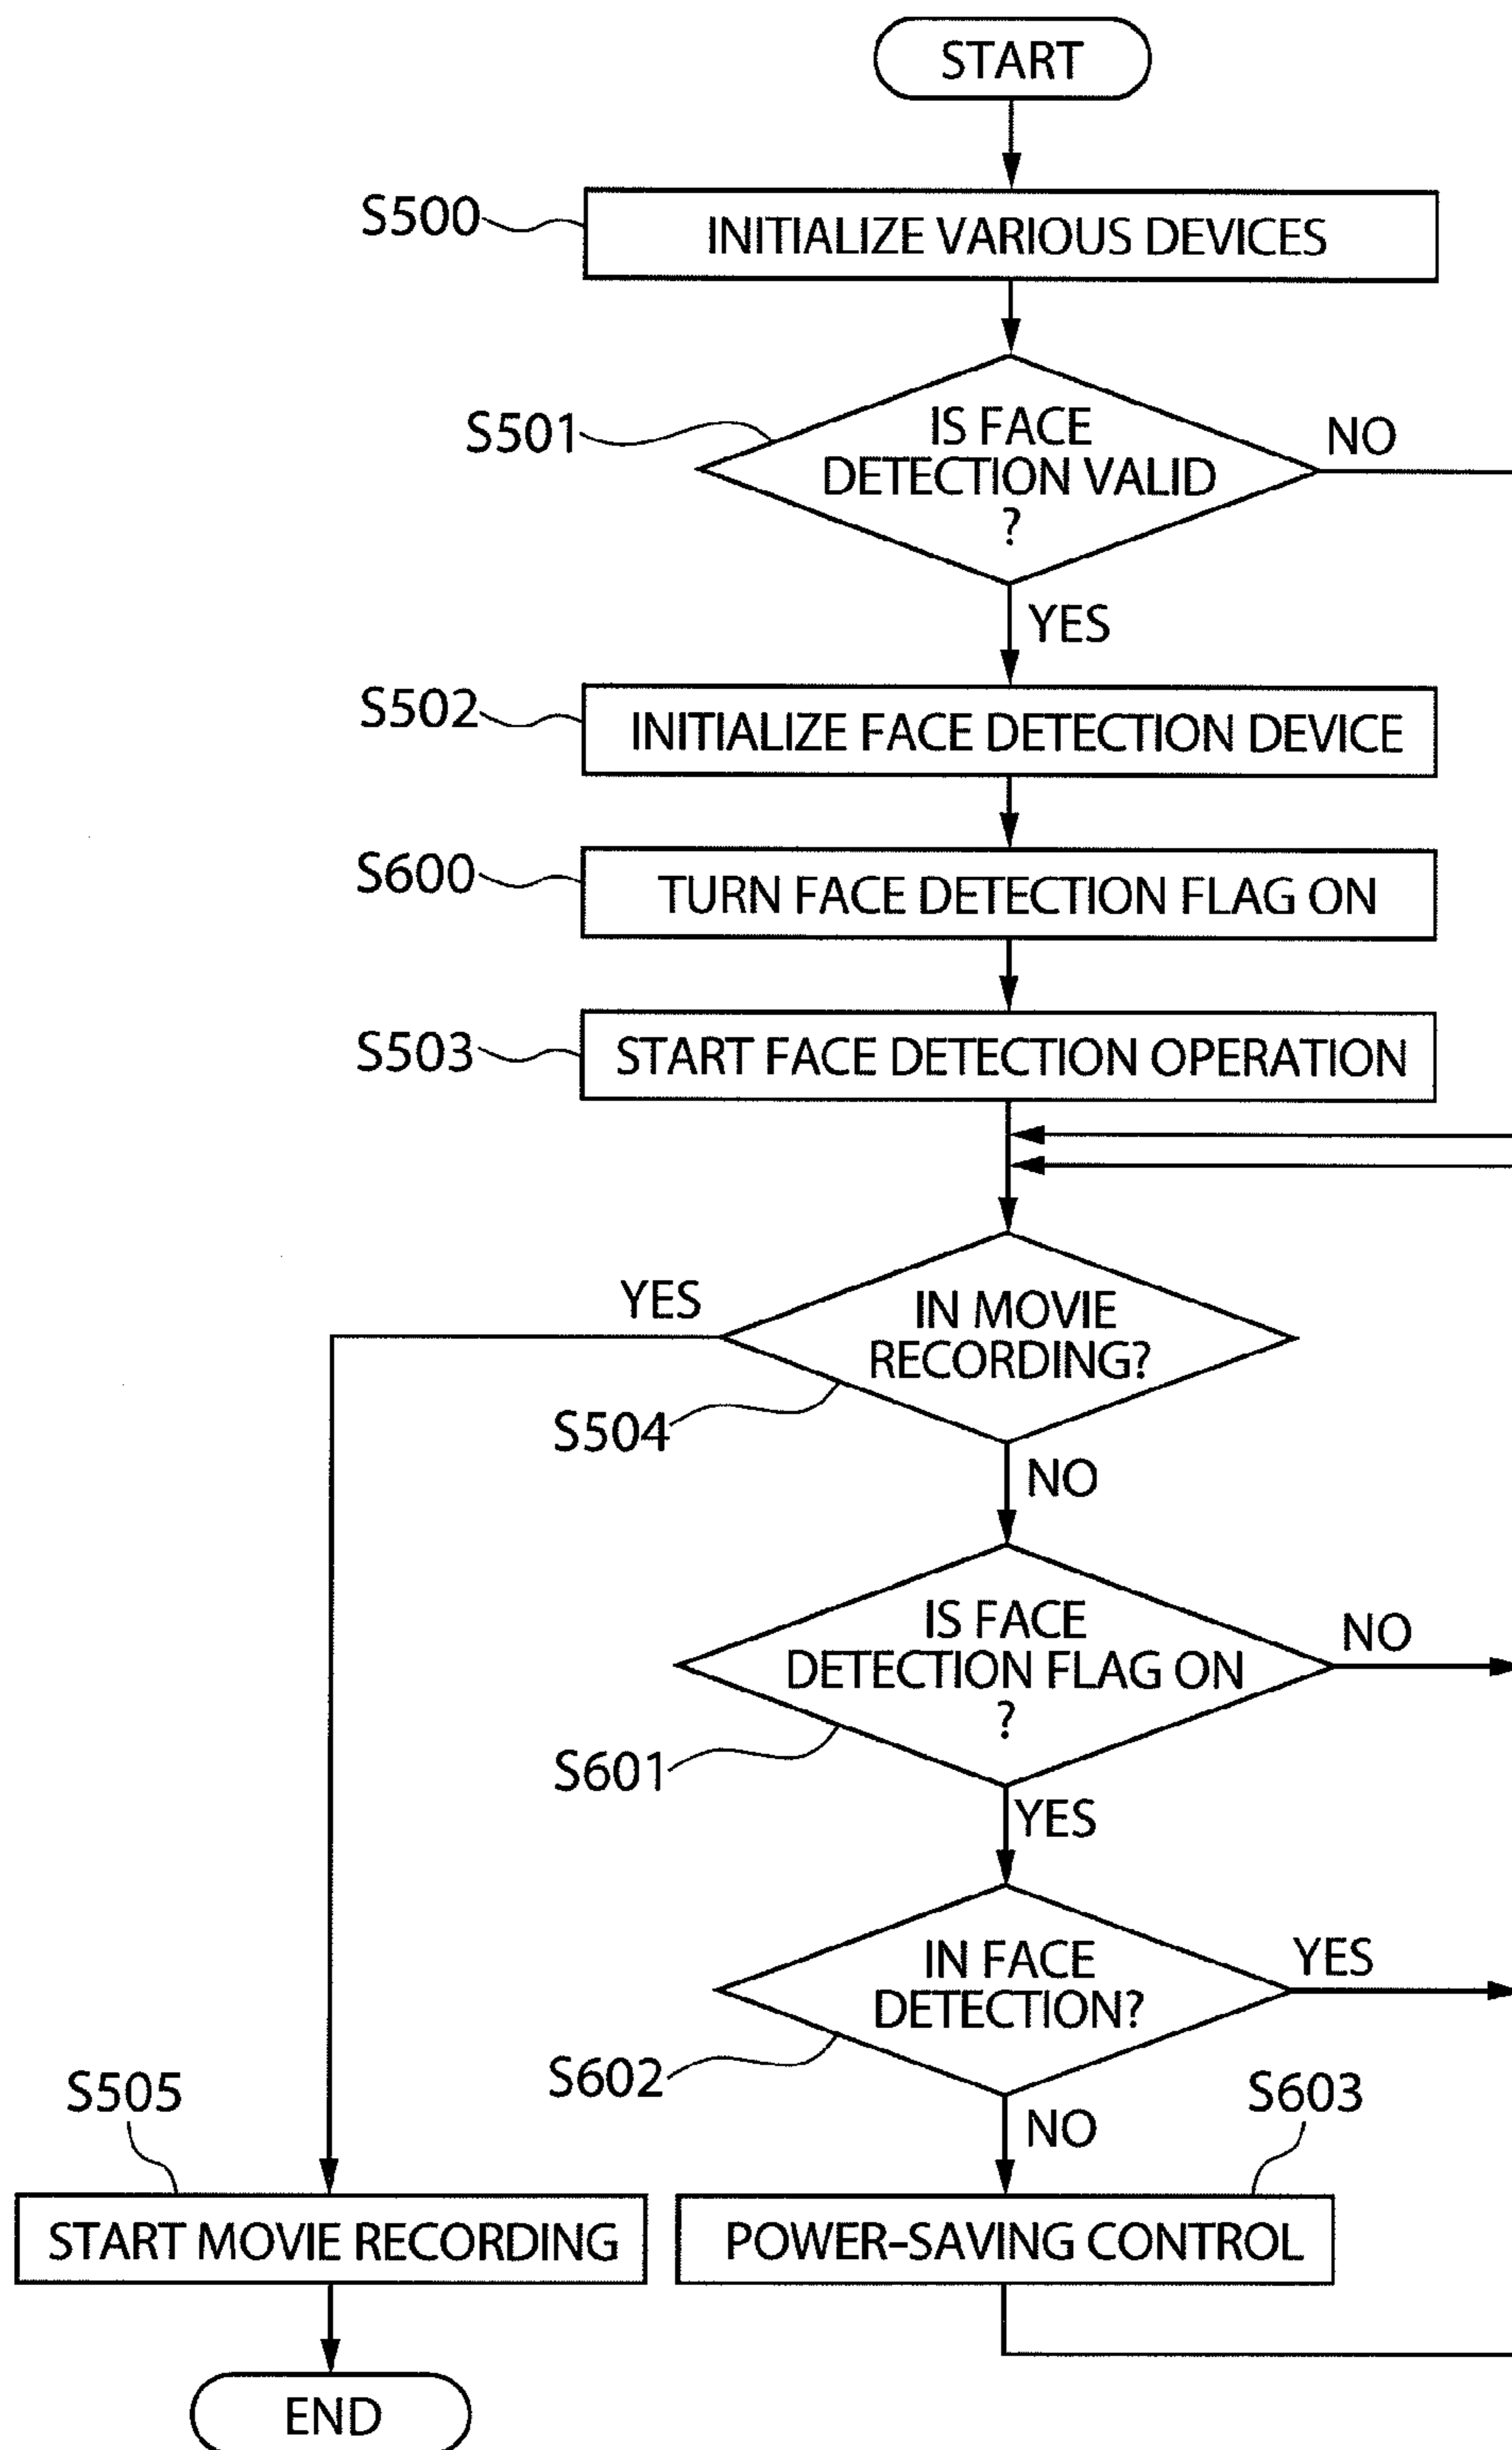 START
S500
INITIALIZE VARIOUS DEVICES
S501
IS FACE
DETECTION VALID
?
NO
YES
S502
INITIALIZE FACE DETECTION DEVICE
S600
TURN FACE DETECTION FLAG ON
S503
START FACE DETECTION OPERATION
YES
IN MOVIE
RECORDING?
S504
NO
IS FACE
DETECTION FLAG ON
?
NO
S601
YES
IN FACE
DETECTION?
YES
S602
NO
S505
S603
START MOVIE RECORDING
POWER-SAVING CONTROL
END